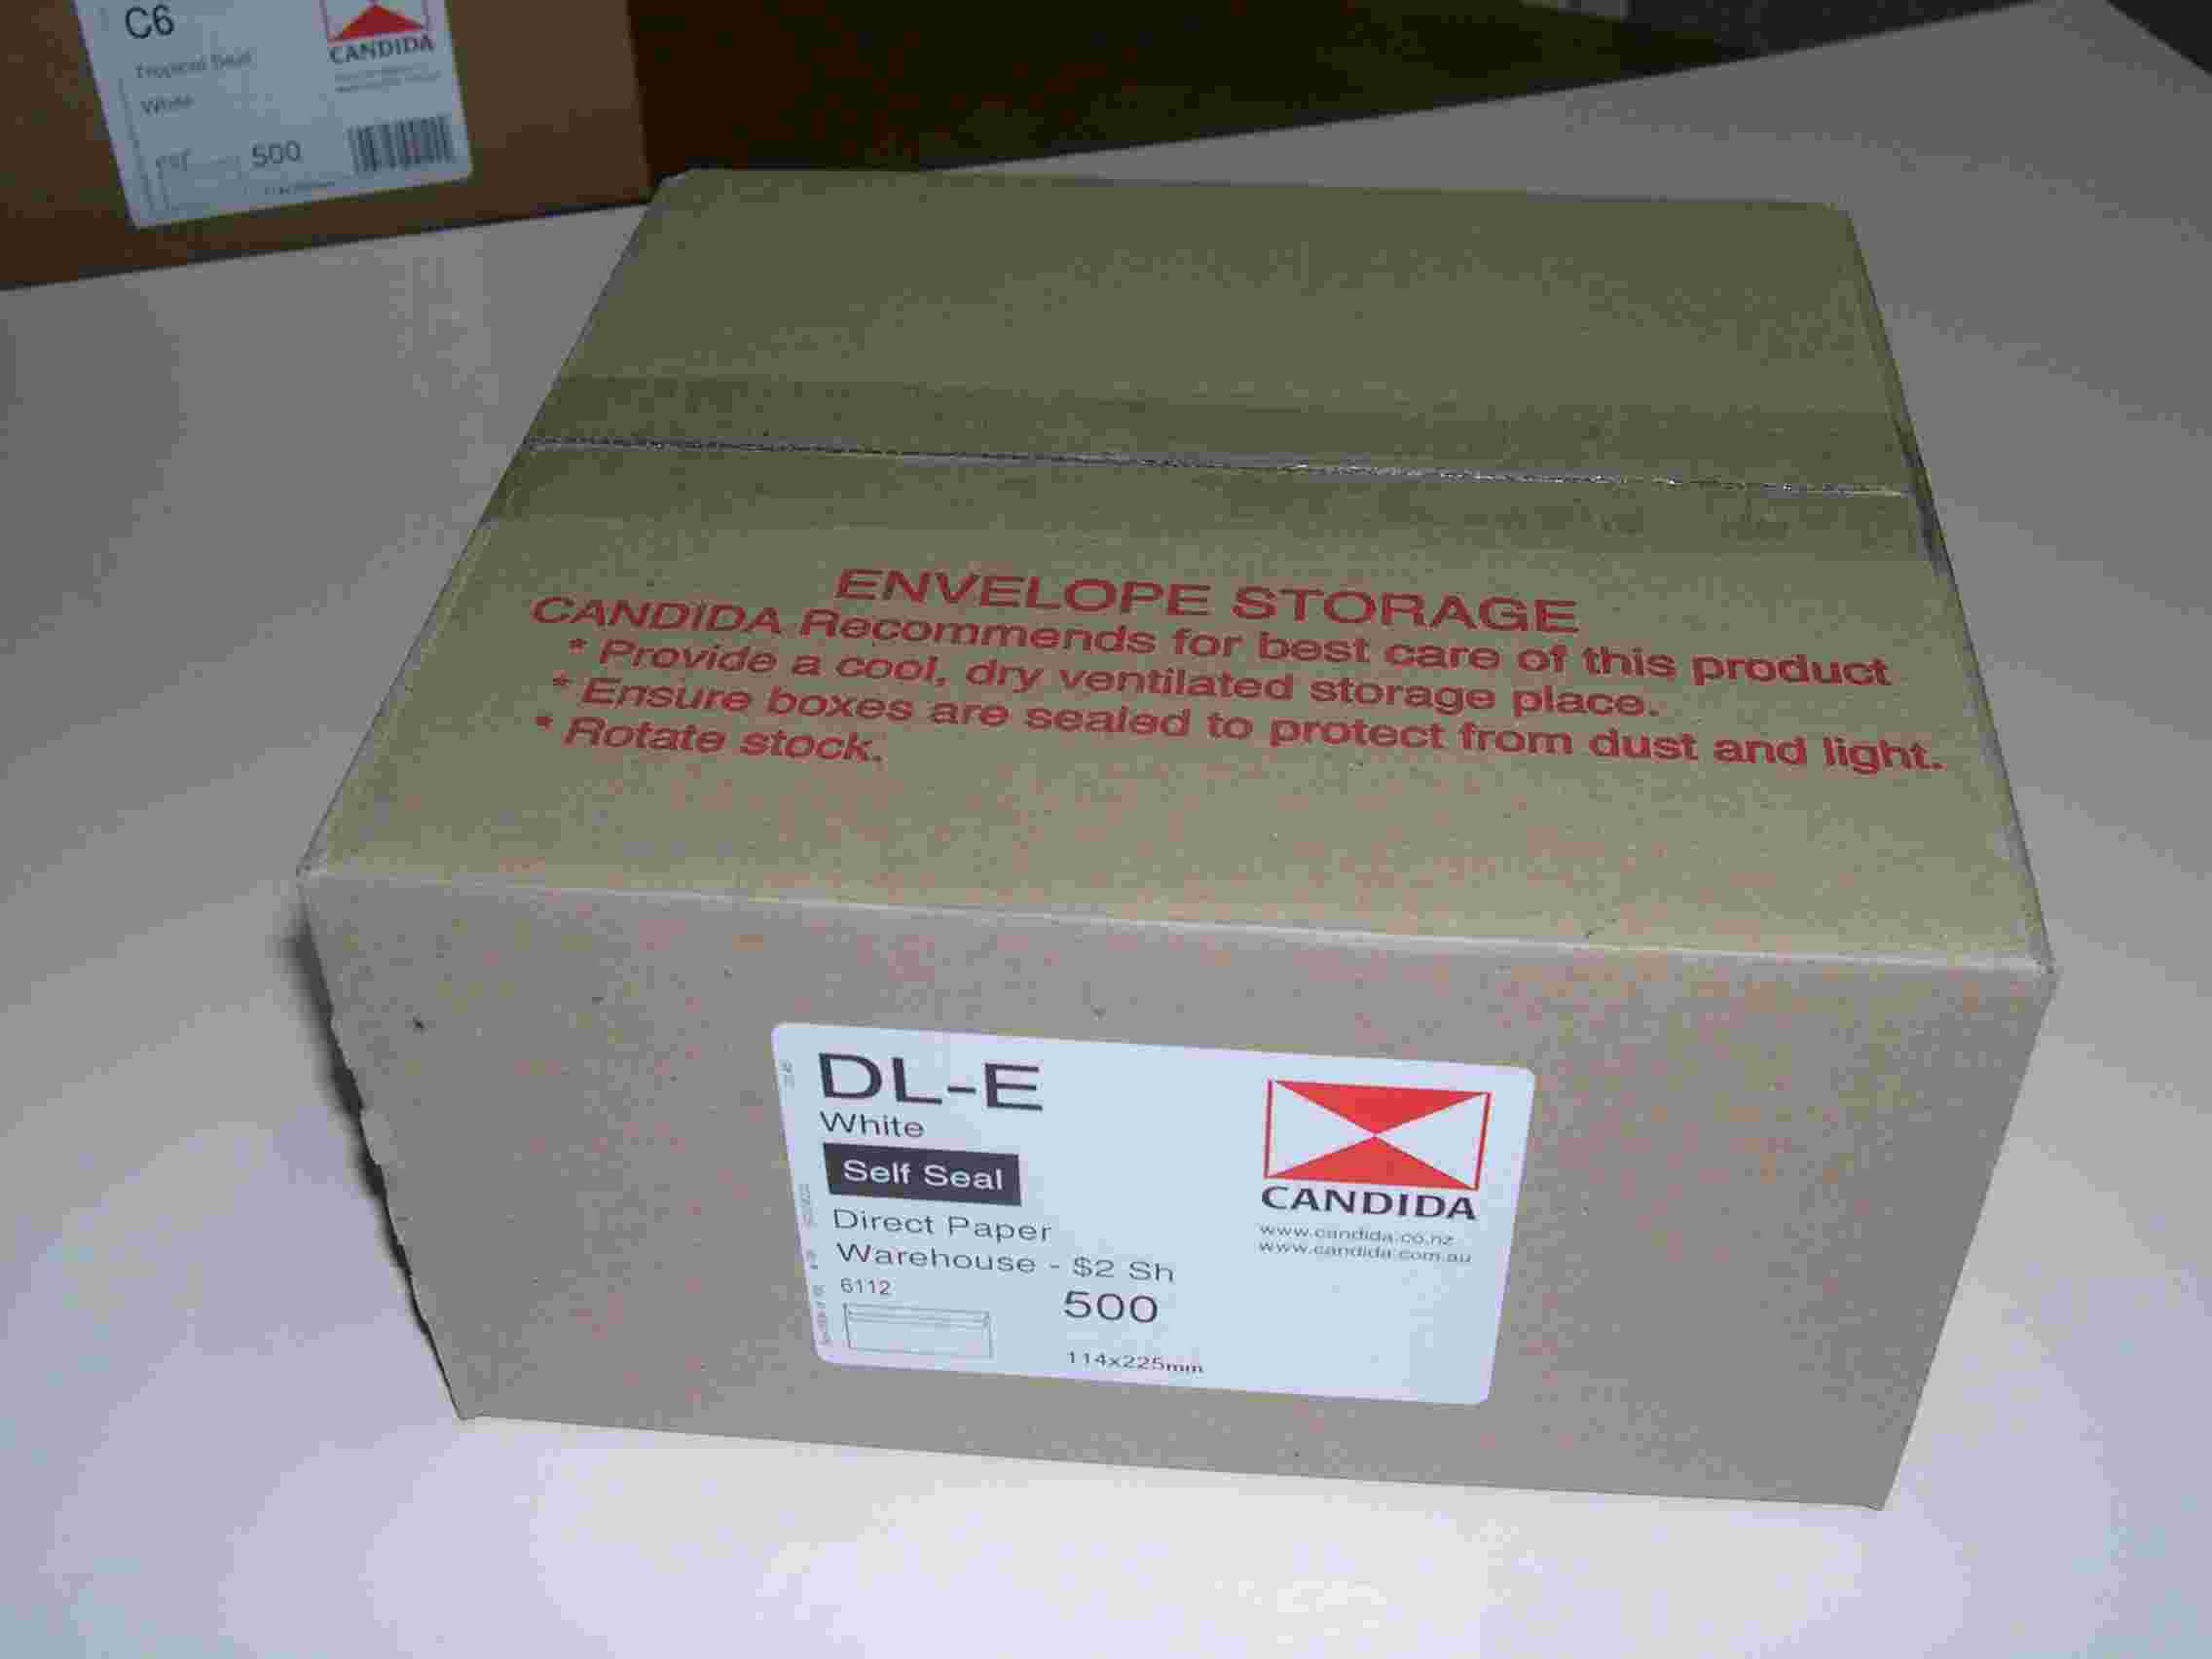 C6
CANDIDA
Tropical Seal
White
500
ENVELOPE STORAGE
CANDIDA Recommends for best care of this product
* Provide a cool, dry ventilated storage place.
* Ensure boxes are sealed to protect from dust and light.
* Rotate stock.
DL-E
White
Self Seal
Direct Paper
Warehouse - $2 Sh
6112
500
114x225mm
CANDIDA
www.candida.co.nz
www.candida.com.au